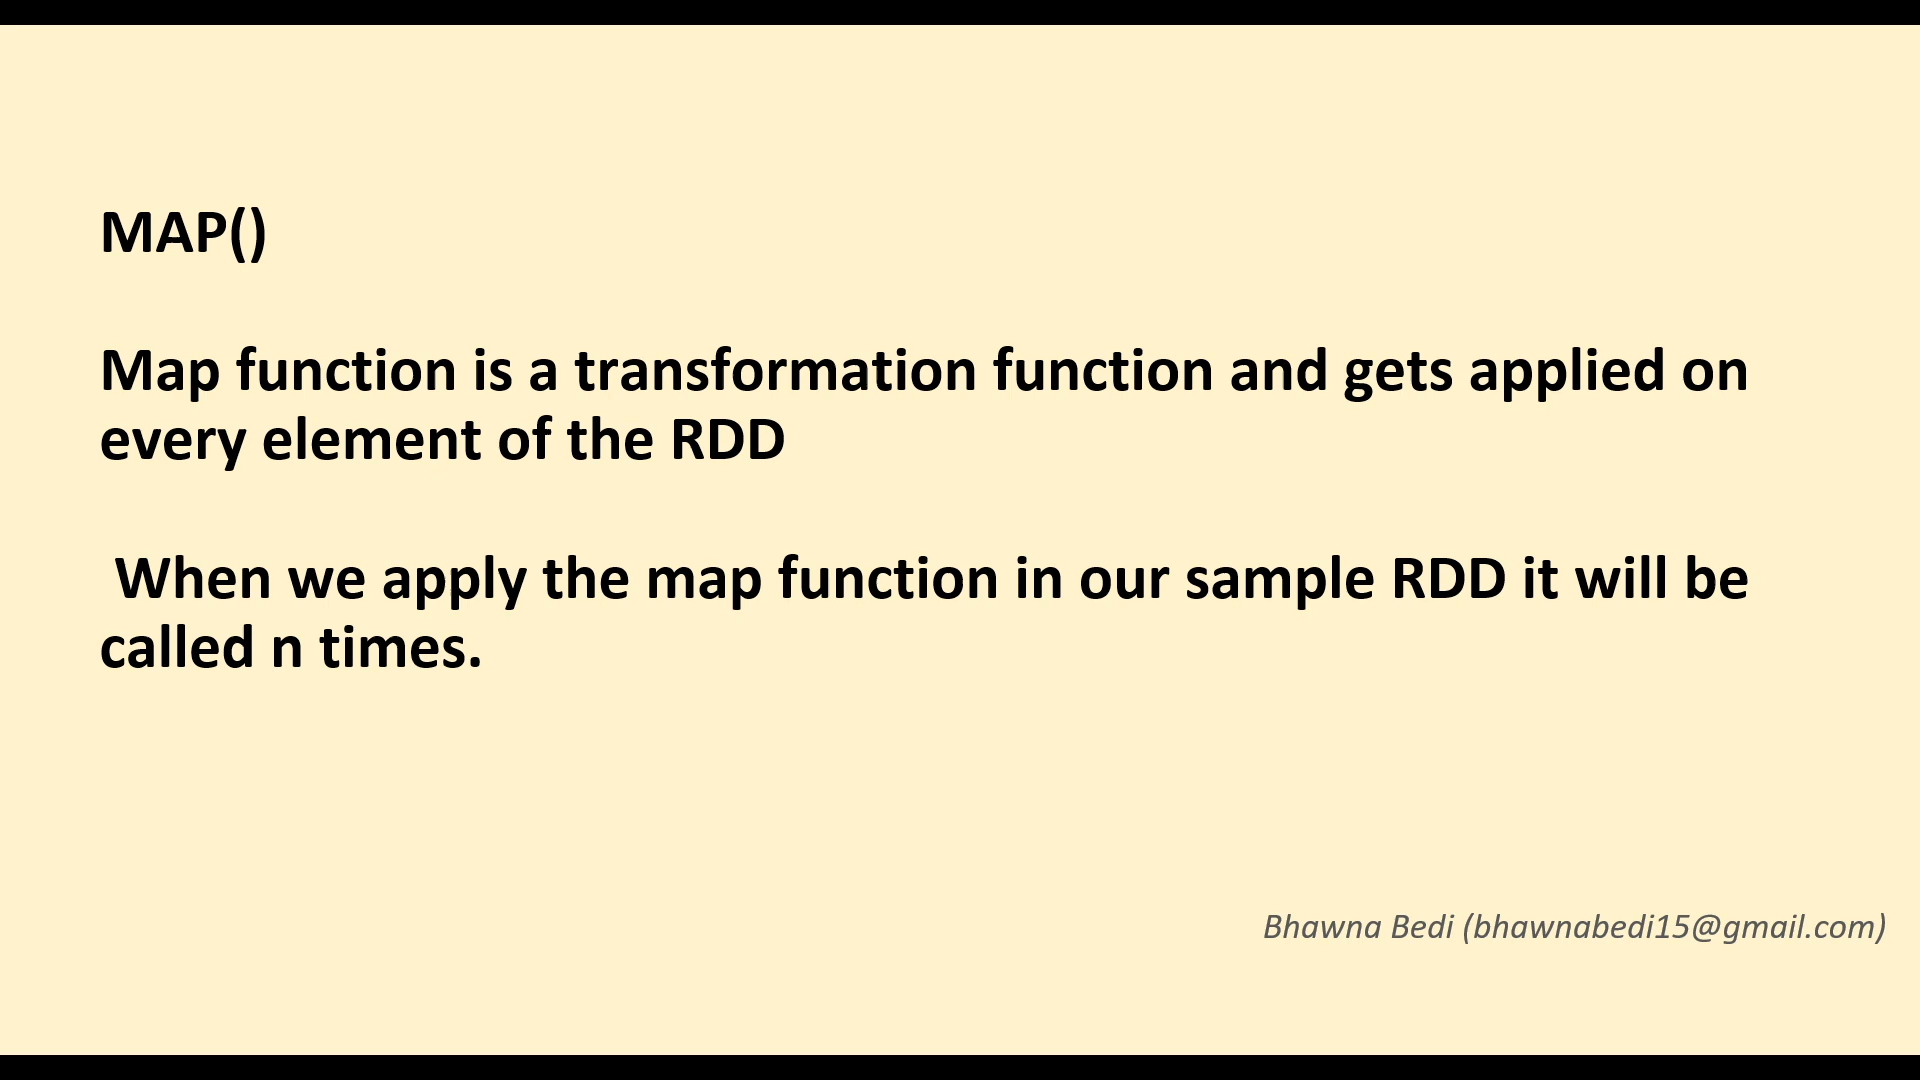 MAP()
Map function is a transformation function and gets applied on
every element of the RDD
When we apply the map function in our sample RDD it will be
called n times.
Bhawna Bedi (bhawnabedi15@gmail.com)